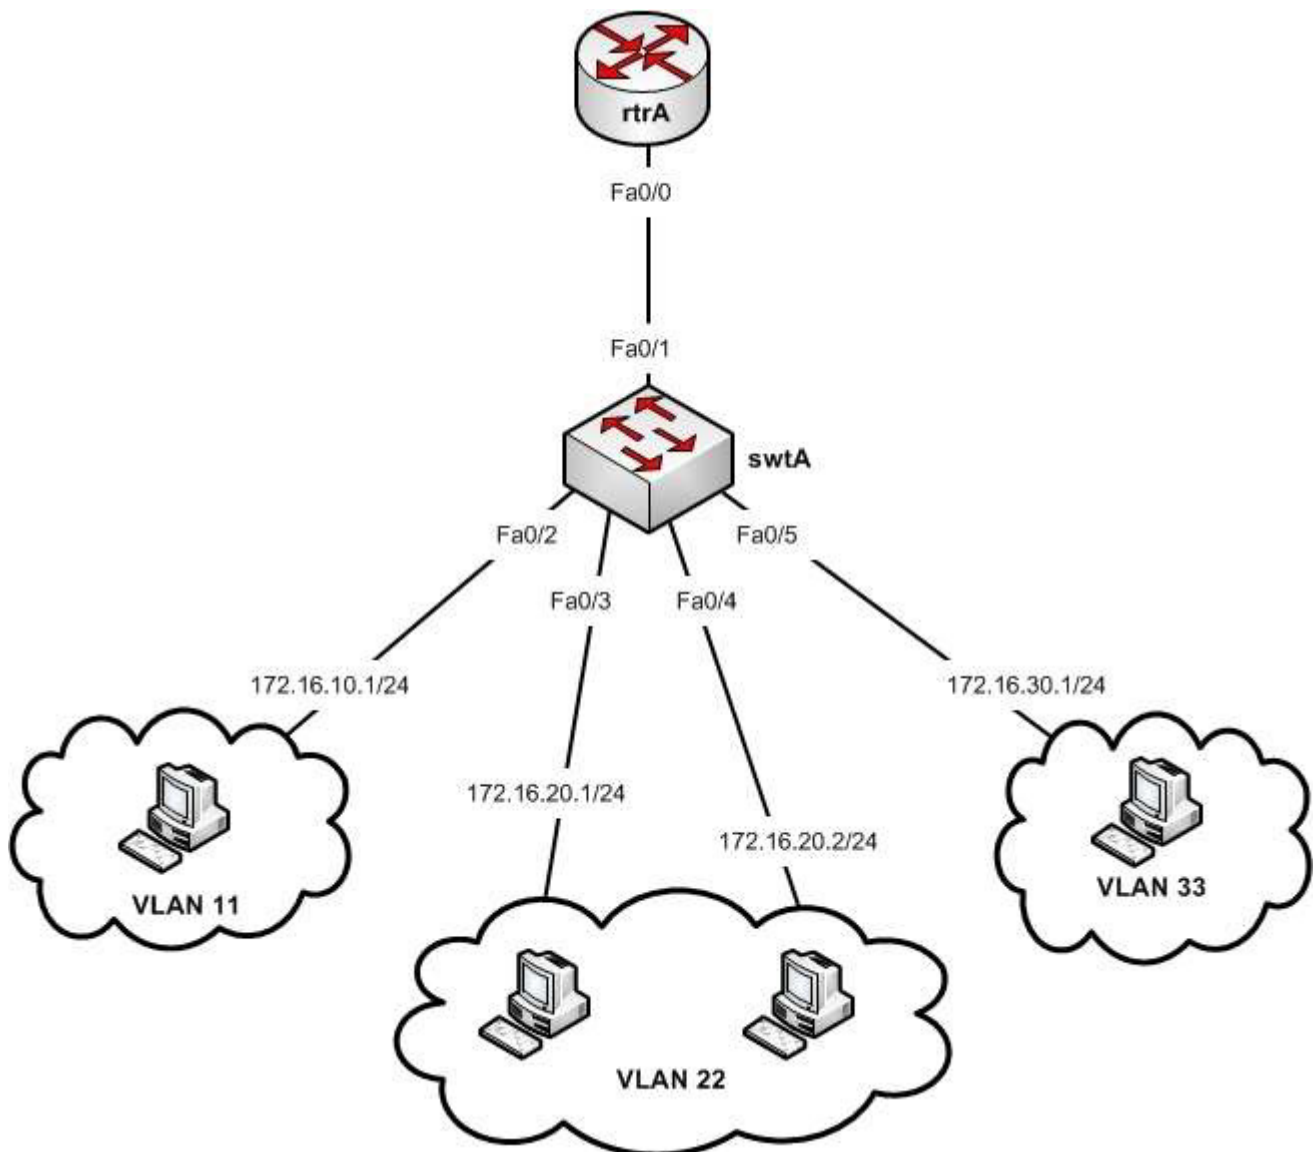 rtrA
Fa0/0
Fa0/1
swtA
Fa0/2
Fa0/5
Fa0/3
Fa0/4
172.16.10.1/24
172.16.30.1/24
172.16.20.1/24
172.16.20.2/24
VLAN 11
VLAN 33
VLAN 22